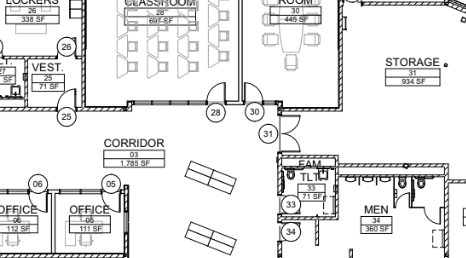 LOCKERS
26
338 SF
CLASSROOM
28
697 SF
ROOM
30
445 SF
26
VEST.
25
71 SF
STORAGE
31
934 SF
25
28
30
31
CORRIDOR
03
1,785 SF
FAM.
TLT.
33
71 SF
06
05
33
OFFICE
06
112 SF
OFFICE
05
111 SF
MEN
34
360 SF
34